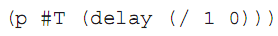 (p #T (delay (/ 1 0)))